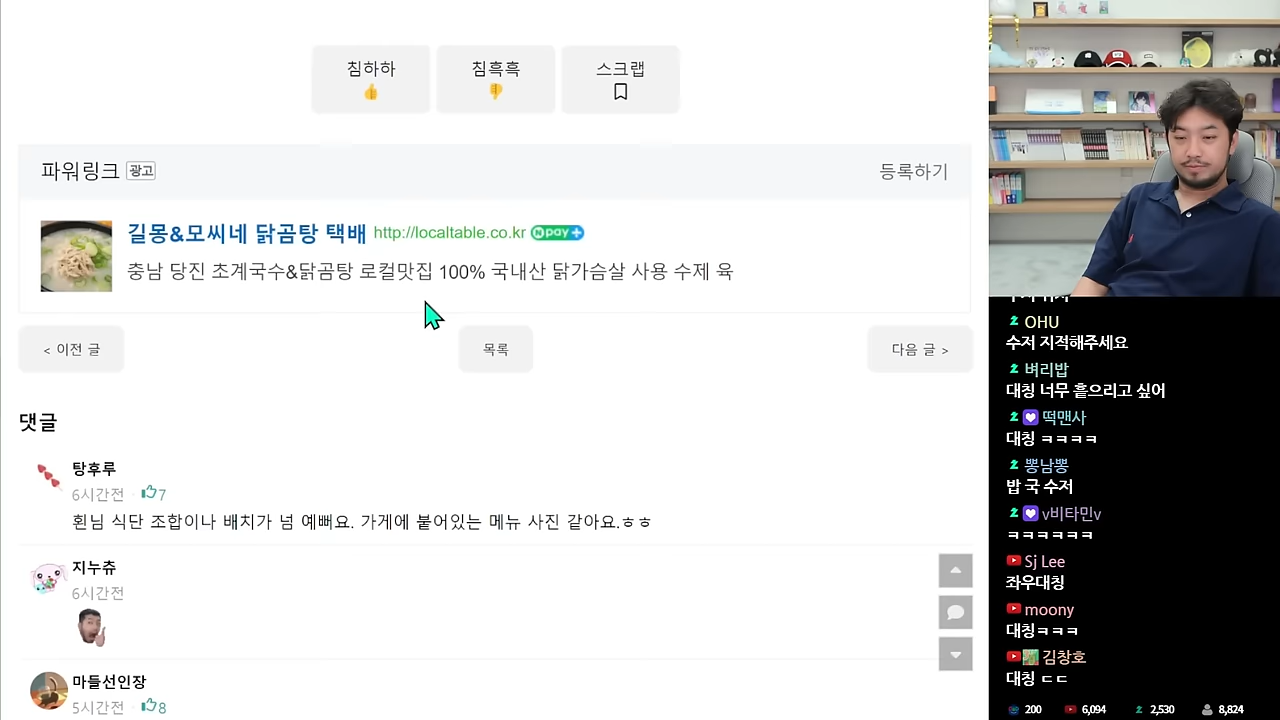 침하하
침흑흑
스크랩
파워링크 광고
등록하기
길몽&모씨네 닭곰탕 택배 http://localtable.co.kr N pay +
충남 당진 초계국수&닭곰탕 로컬맛집 100% 국내산 닭가슴살 사용 수제 육
< 이전 글
목록
다음 글 >
댓글
탕후루
6시간전 · 7
횐님 식단 조합이나 배치가 넘 예뻐요. 가게에 붙어있는 메뉴 사진 같아요.ㅎㅎ
지누츄
6시간전
마들선인장
5시간전 · 8
OHU
수저 지적해주세요
벼리밥
대칭 너무 흩으리고 싶어
떡맨사
대칭 ㅋㅋㅋㅋ
뽕남뽕
밥 국 수저
v비타민v
ㅋㅋㅋㅋㅋㅋ
Sj Lee
좌우대칭
moony
대칭ㅋㅋㅋ
김창호
대칭 ㄷㄷ
200
6,094
2,530
8,824